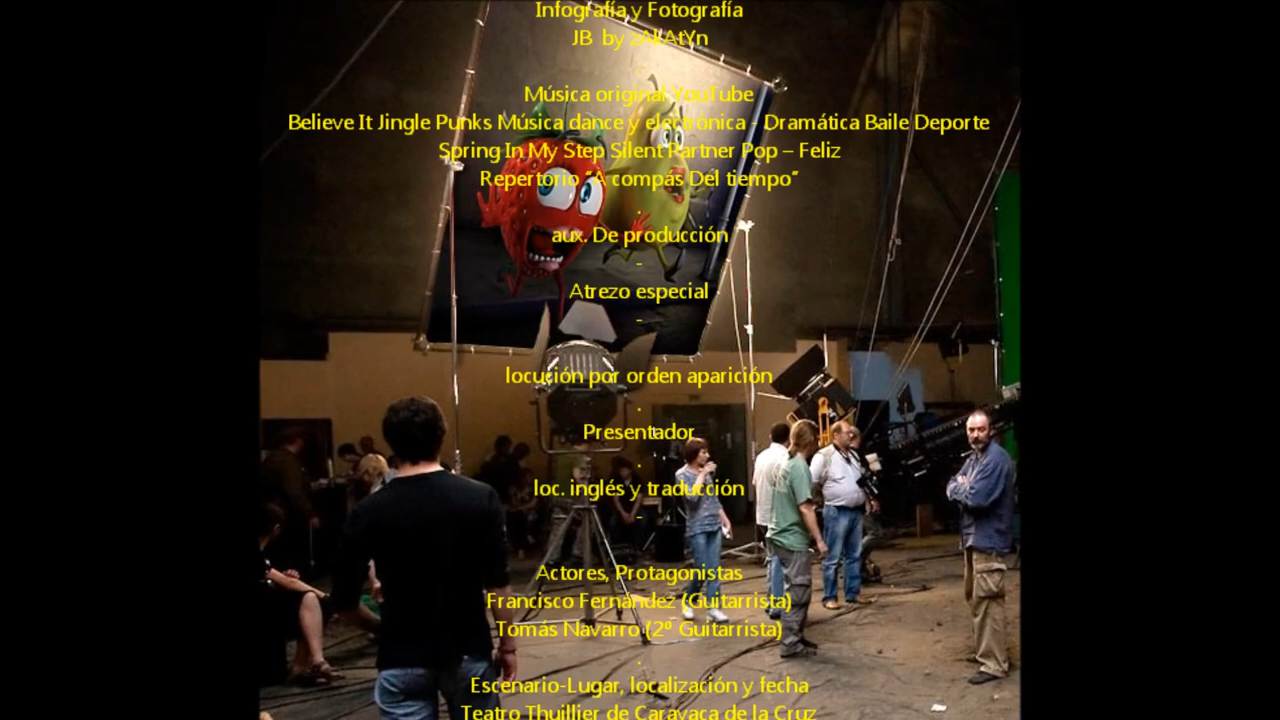 Infografía y Fotografía
JB by zAkAtYn
.
Música original YouTube
Believe It Jingle Punks Música dance y electrónica - Dramática Baile Deporte
Spring In My Step Silent Partner Pop – Feliz
Repertorio “A compás Del tiempo”
.
aux. De producción
-
Atrezo especial
-
locución por orden aparición
.
Presentador
.
loc. inglés y traducción
-
Actores, Protagonistas
Francisco Fernández (Guitarrista)
Tomás Navarro (2º Guitarrista)
.
Escenario-Lugar, localización y fecha
Teatro Thuillier de Caravaca de la Cruz